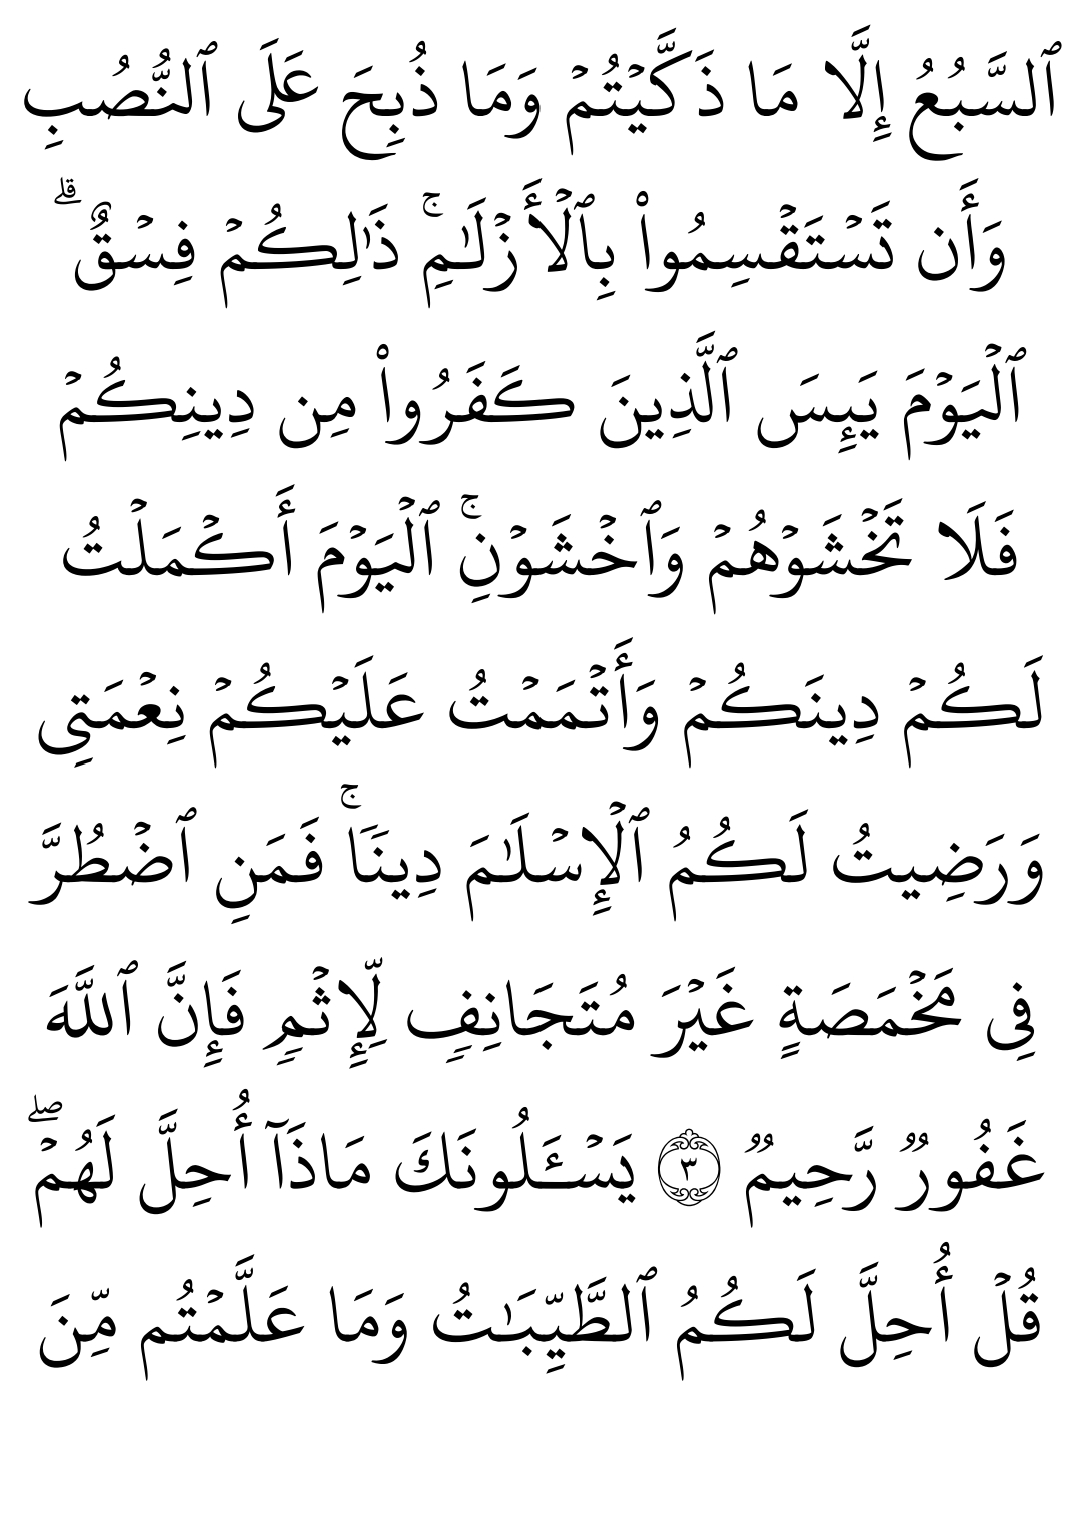 ٱلسَّبُعُ إِلَّا مَا ذَكَّيْتُمْ وَمَا ذُبِحَ عَلَى ٱلنُّصُبِ
وَأَن تَسْتَقْسِمُوا۟ بِٱلْأَزْلَـٰمِ ۚ ذَٰلِكُمْ فِسْقٌ ۗ
ٱلْيَوْمَ يَئِسَ ٱلَّذِينَ كَفَرُوا۟ مِن دِينِكُمْ
فَلَا تَخْشَوْهُمْ وَٱخْشَوْنِ ۚ ٱلْيَوْمَ أَكْمَلْتُ
لَكُمْ دِينَكُمْ وَأَتْمَمْتُ عَلَيْكُمْ نِعْمَتِى
وَرَضِيتُ لَكُمُ ٱلْإِسْلَـٰمَ دِينًا ۚ فَمَنِ ٱضْطُرَّ
فِى مَخْمَصَةٍ غَيْرَ مُتَجَانِفٍ لِّإِثْمٍ فَإِنَّ ٱللَّهَ
غَفُورٌ رَّحِيمٌ ٣ يَسْـَٔلُونَكَ مَاذَآ أُحِلَّ لَهُمْ ۖ
قُلْ أُحِلَّ لَكُمُ ٱلطَّيِّبَـٰتُ وَمَا عَلَّمْتُم مِّنَ